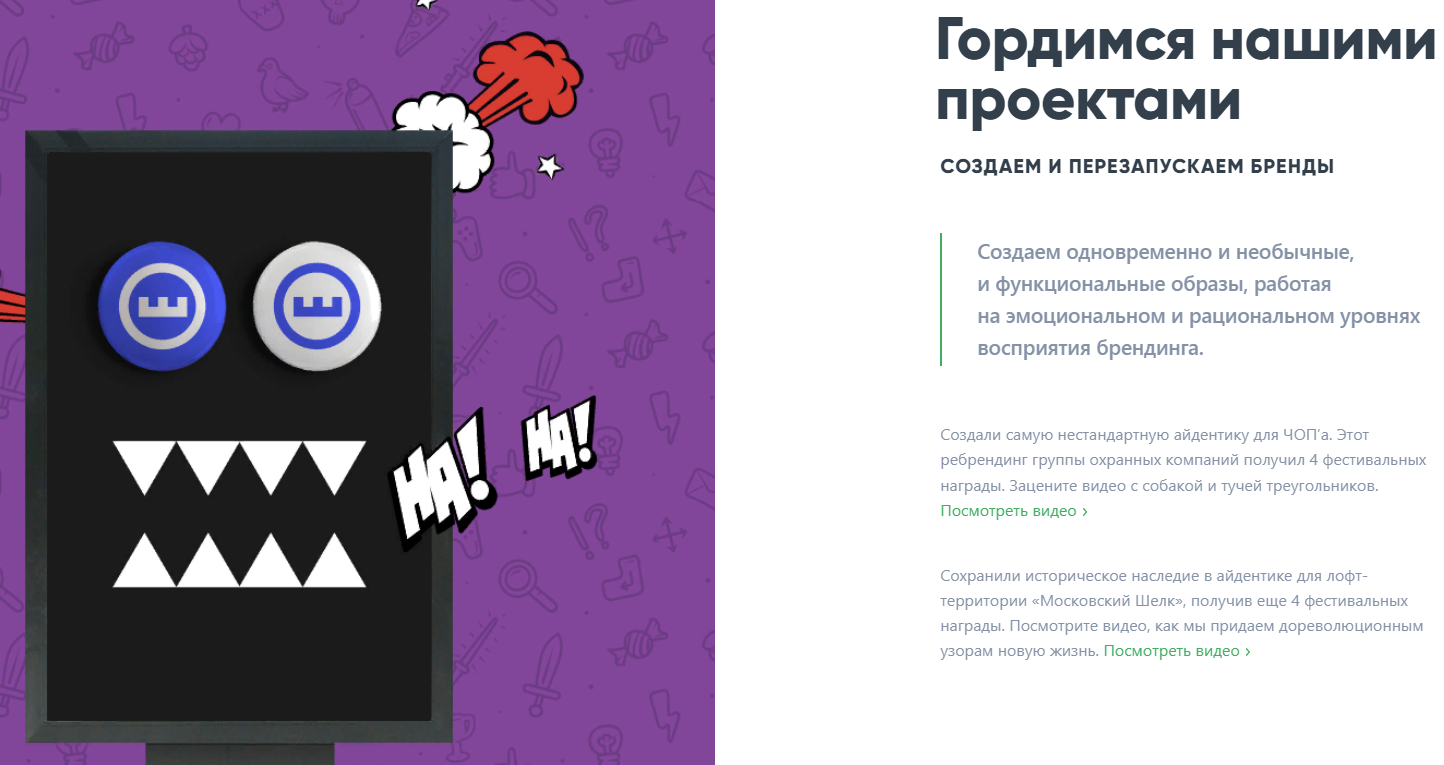 Гордимся нашими
проектами
СОЗДАЕМ И ПЕРЕЗАПУСКАЕМ БРЕНДЫ
Создаем одновременно и необычные,
и функциональные образы, работая
на эмоциональном и рациональном уровнях
восприятия брендинга.
Создали самую нестандартную айдентику для ЧОП’а. Этот
ребрендинг группы охранных компаний получил 4 фестивальных
награды. Зацените видео с собакой и тучей треугольников.
Посмотреть видео ›
Сохранили историческое наследие в айдентике для лофт-
территории «Московский Шелк», получив еще 4 фестивальных
награды. Посмотрите видео, как мы придаем дореволюционным
узорам новую жизнь. Посмотреть видео ›
HA! HA!